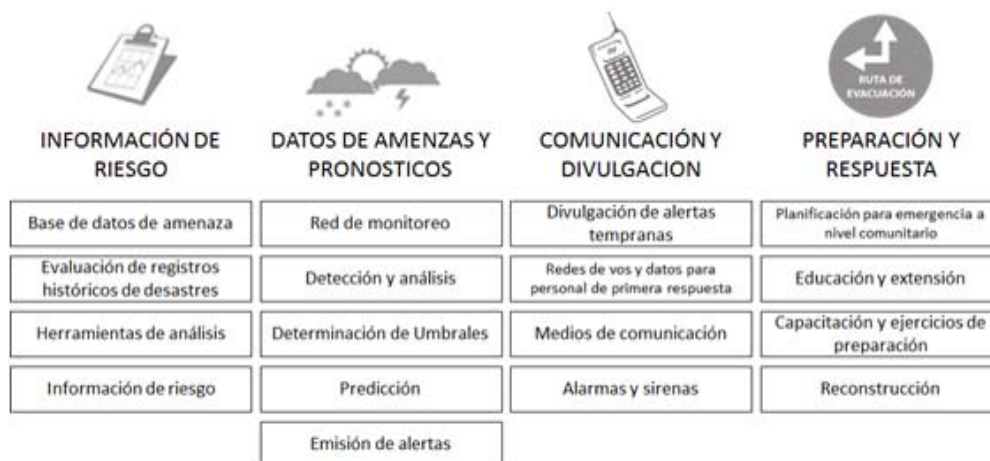 RUTA DE
EVACUACIÓN
INFORMACIÓN DE
RIESGO
Base de datos de amenaza
Evaluación de registros
históricos de desastres
Herramientas de análisis
Información de riesgo
DATOS DE AMENZAS Y
PRONOSTICOS
Red de monitoreo
Detección y análisis
Determinación de Umbrales
Predicción
Emisión de alertas
COMUNICACIÓN Y
DIVULGACION
Divulgación de alertas
tempranas
Redes de vos y datos para
personal de primera respuesta
Medios de comunicación
Alarmas y sirenas
PREPARACIÓN Y
RESPUESTA
Planificación para emergencia a
nivel comunitario
Educación y extensión
Capacitación y ejercicios de
preparación
Reconstrucción